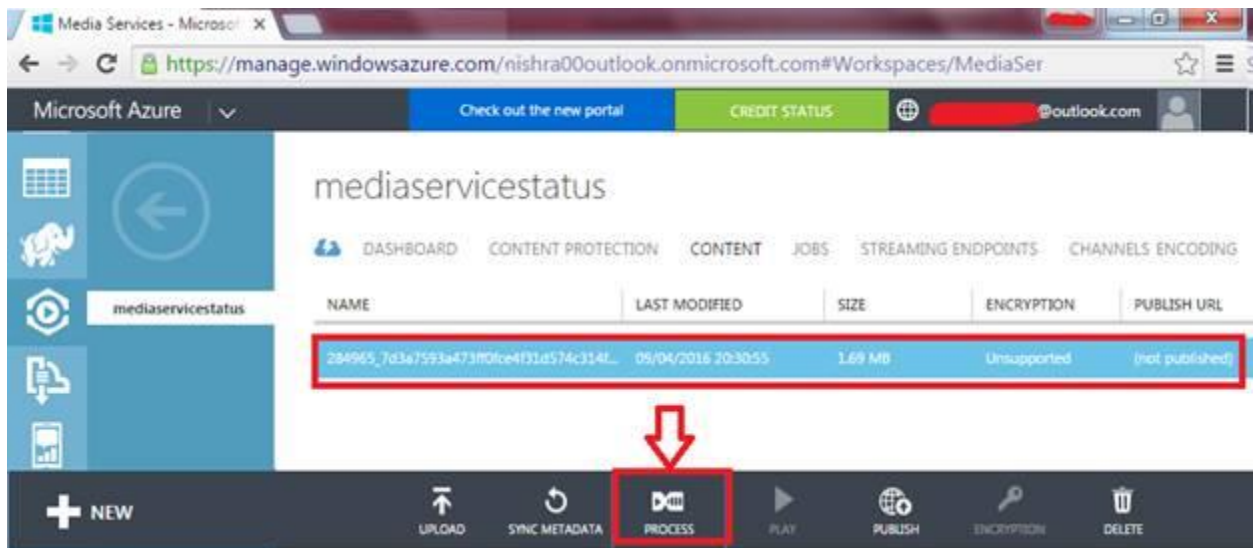 Media Services - Microsof
https://manage.windowsazure.com/nishra00outlook.onmicrosoft.com#Workspaces/MediaSer
Microsoft Azure
Check out the new portal
CREDIT STATUS
@outlook.com
mediaservicestatus
DASHBOARD CONTENT PROTECTION CONTENT JOBS STREAMING ENDPOINTS CHANNELS ENCODING
mediaservicestatus
NAME LAST MODIFIED SIZE ENCRYPTION PUBLISH URL
09/04/2016 20:30:55 1.69 MB Unsupported (not published)
NEW
UPLOAD SYNC METADATA PROCESS PLAY PUBLISH ENCRYPTION DELETE